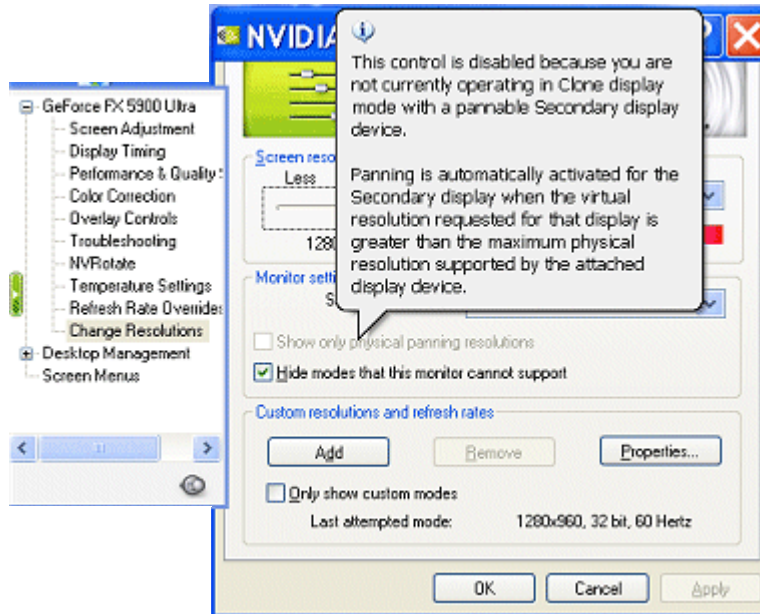 GeForce FX 5900 Ultra
Screen Adjustment
Display Timing
Performance & Quality
Color Correction
Overlay Controls
Troubleshooting
NVRotate
Temperature Settings
Refresh Rate Overrides
Change Resolutions
Desktop Management
Screen Menus
NVIDIA
This control is disabled because you are
not currently operating in Clone display
mode with a pannable Secondary display
device.
Panning is automatically activated for the
Secondary display when the virtual
resolution requested for that display is
greater than the maximum physical
resolution supported by the attached
display device.
Screen reso
Less
1280
Monitor setti
S
Show only physical panning resolutions
Hide modes that this monitor cannot support
Custom resolutions and refresh rates
Add Remove Properties...
Only show custom modes
Last attempted mode: 1280x960, 32 bit, 60 Hertz
OK Cancel Apply